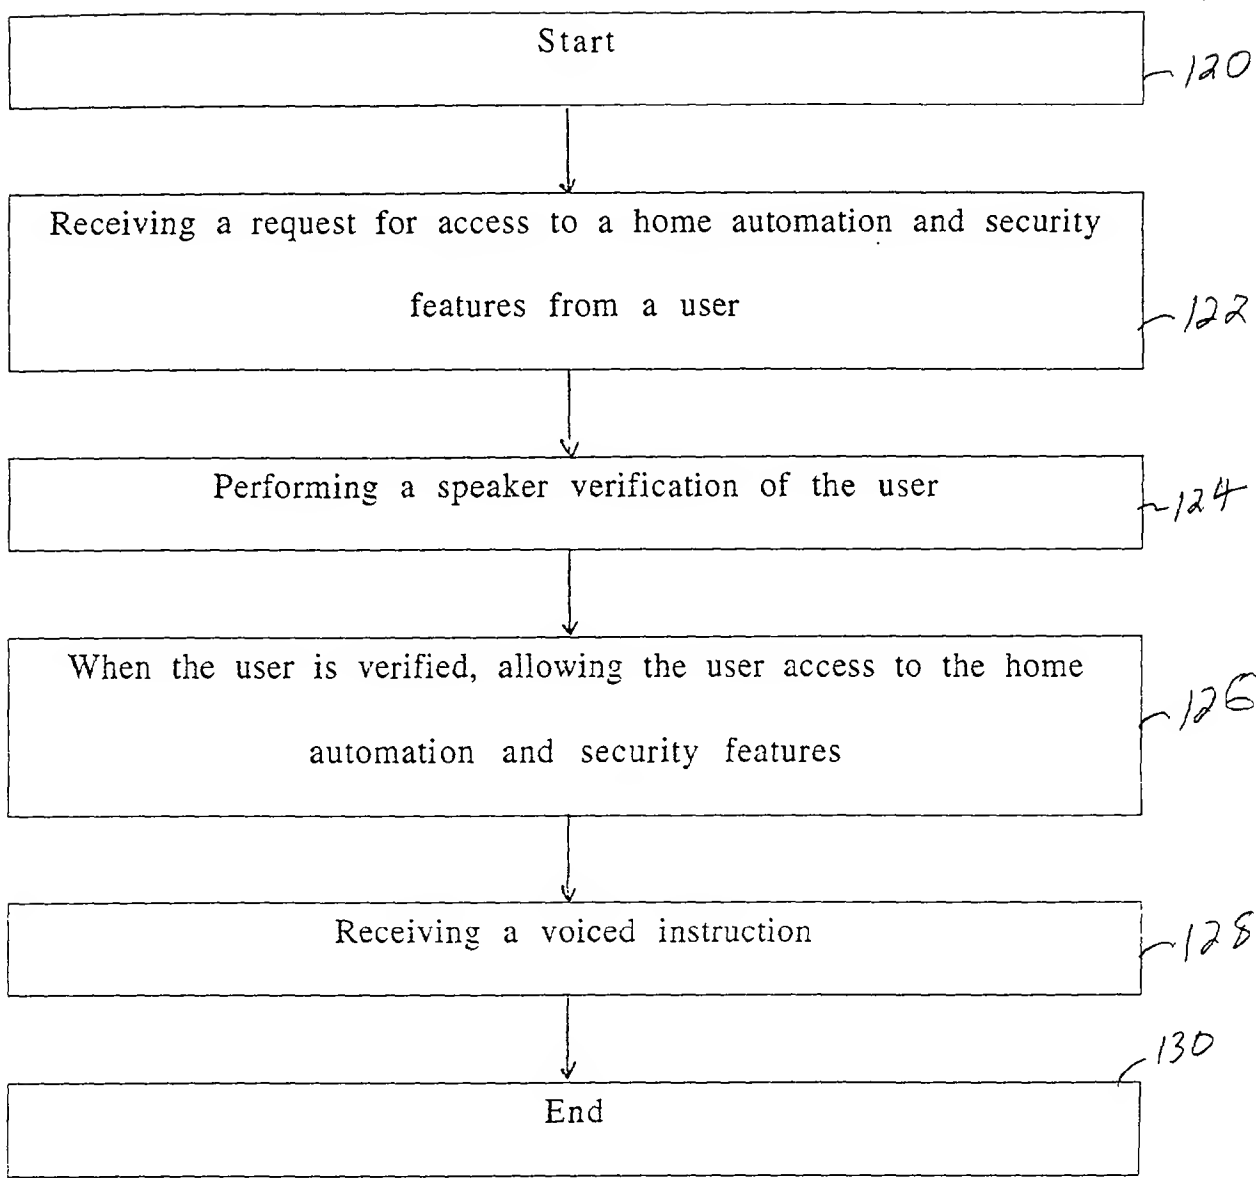 Start
120
Receiving a request for access to a home automation and security
features from a user
122
Performing a speaker verification of the user
124
When the user is verified, allowing the user access to the home
automation and security features
126
Receiving a voiced instruction
128
130
End